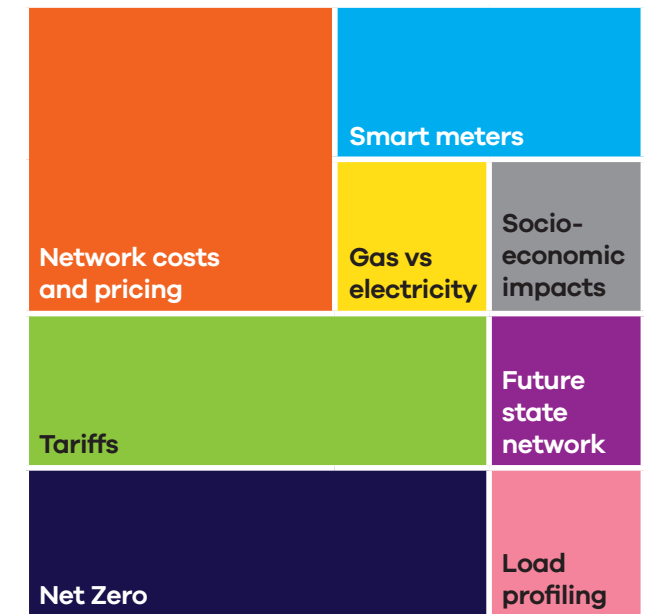 Smart meters
Network costs
and pricing
Gas vs
electricity
Socio-
economic
impacts
Tariffs
Future
state
network
Net Zero
Load
profiling